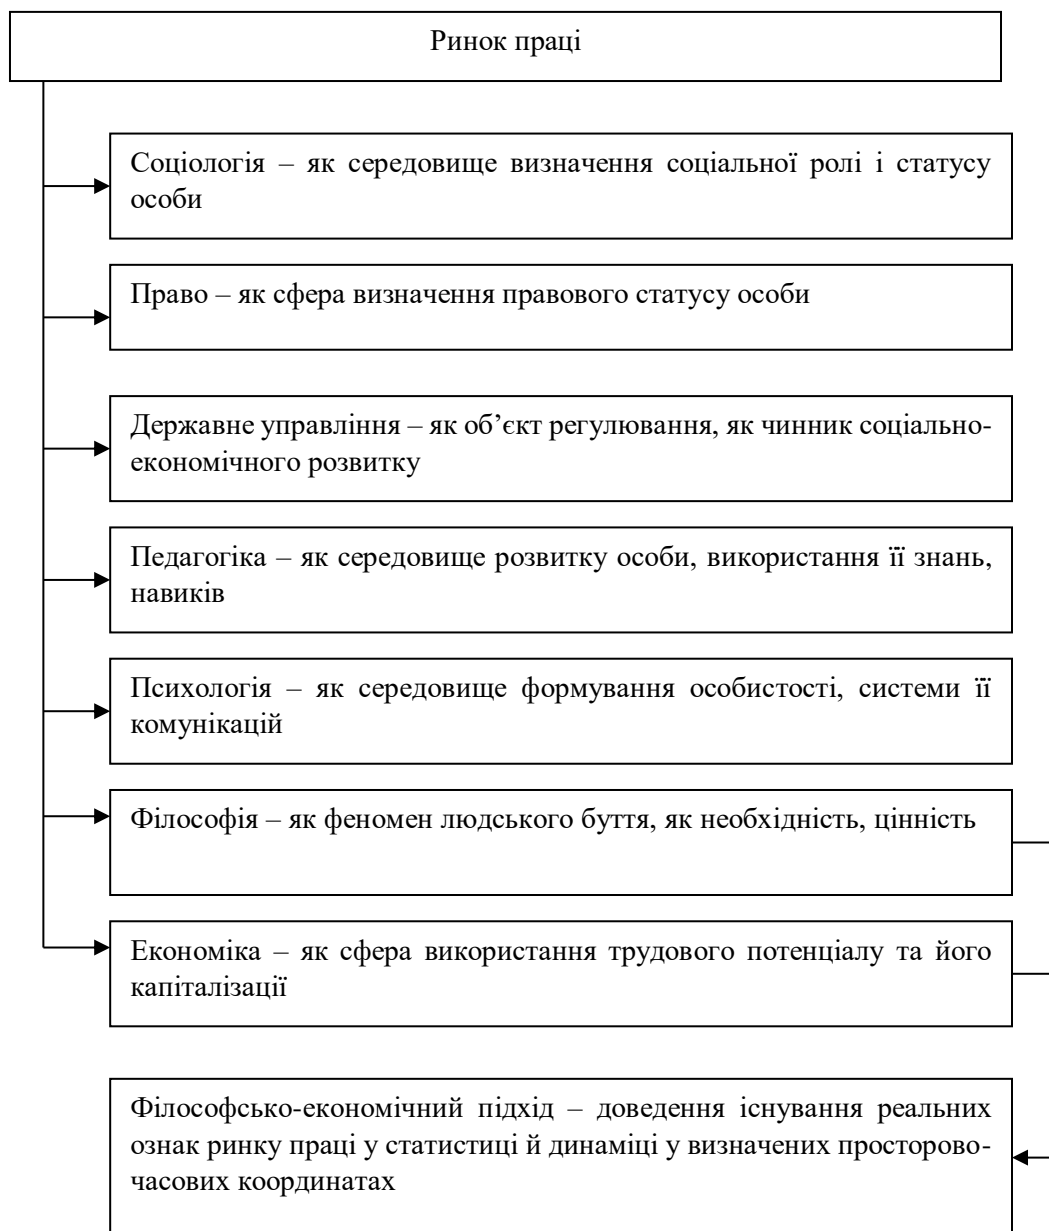 Ринок праці
Соціологія – як середовище визначення соціальної ролі і статусу
особи
Право – як сфера визначення правового статусу особи
Державне управління – як об’єкт регулювання, як чинник соціально-
економічного розвитку
Педагогіка – як середовище розвитку особи, використання її знань,
навиків
Психологія – як середовище формування особистості, системи її
комунікацій
Філософія – як феномен людського буття, як необхідність, цінність
Економіка – як сфера використання трудового потенціалу та його
капіталізації
Філософсько-економічний підхід – доведення існування реальних
ознак ринку праці у статистиці й динаміці у визначених просторово-
часових координатах